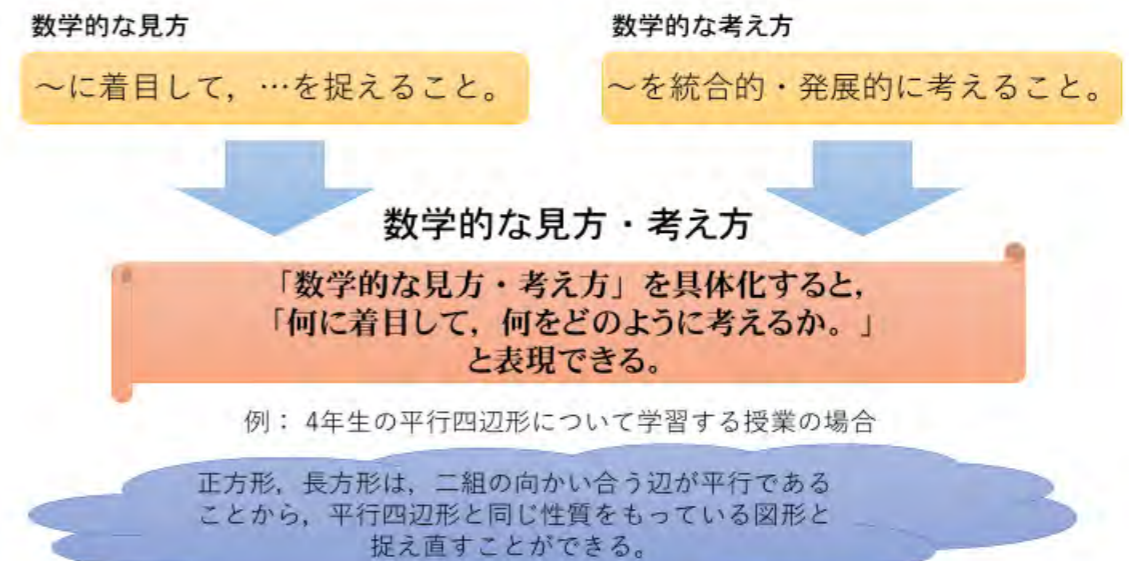 数学的な見方
数学的な考え方
～に着目して，…を捉えること。
～を統合的・発展的に考えること。
数学的な見方・考え方
「数学的な見方・考え方」を具体化すると，
「何に着目して，何をどのように考えるか。」
と表現できる。
例： 4年生の平行四辺形について学習する授業の場合
正方形，長方形は，二組の向かい合う辺が平行である
ことから，平行四辺形と同じ性質をもっている図形と
捉え直すことができる。